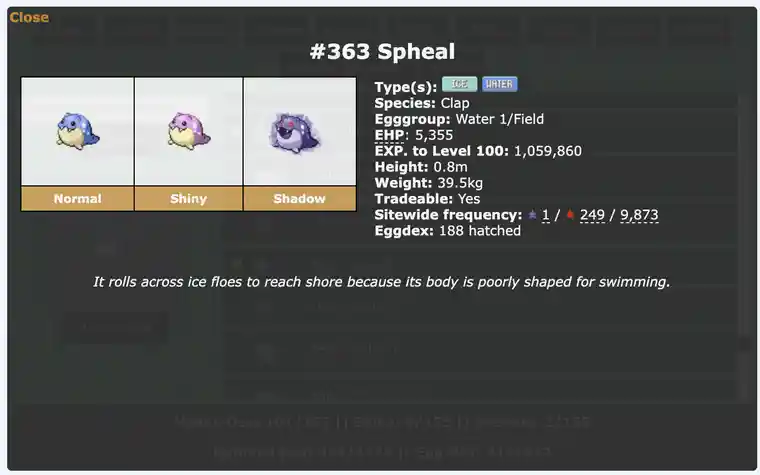 Close
#363 Spheal
Type(s): ICE WATER
Species: Clap
Egggroup: Water 1/Field
EHP: 5,355
EXP. to Level 100: 1,059,860
Height: 0.8m
Weight: 39.5kg
Tradeable: Yes
Sitewide frequency: 1 / 249 / 9,873
Eggdex: 188 hatched
Normal Shiny Shadow
It rolls across ice floes to reach shore because its body is poorly shaped for swimming.